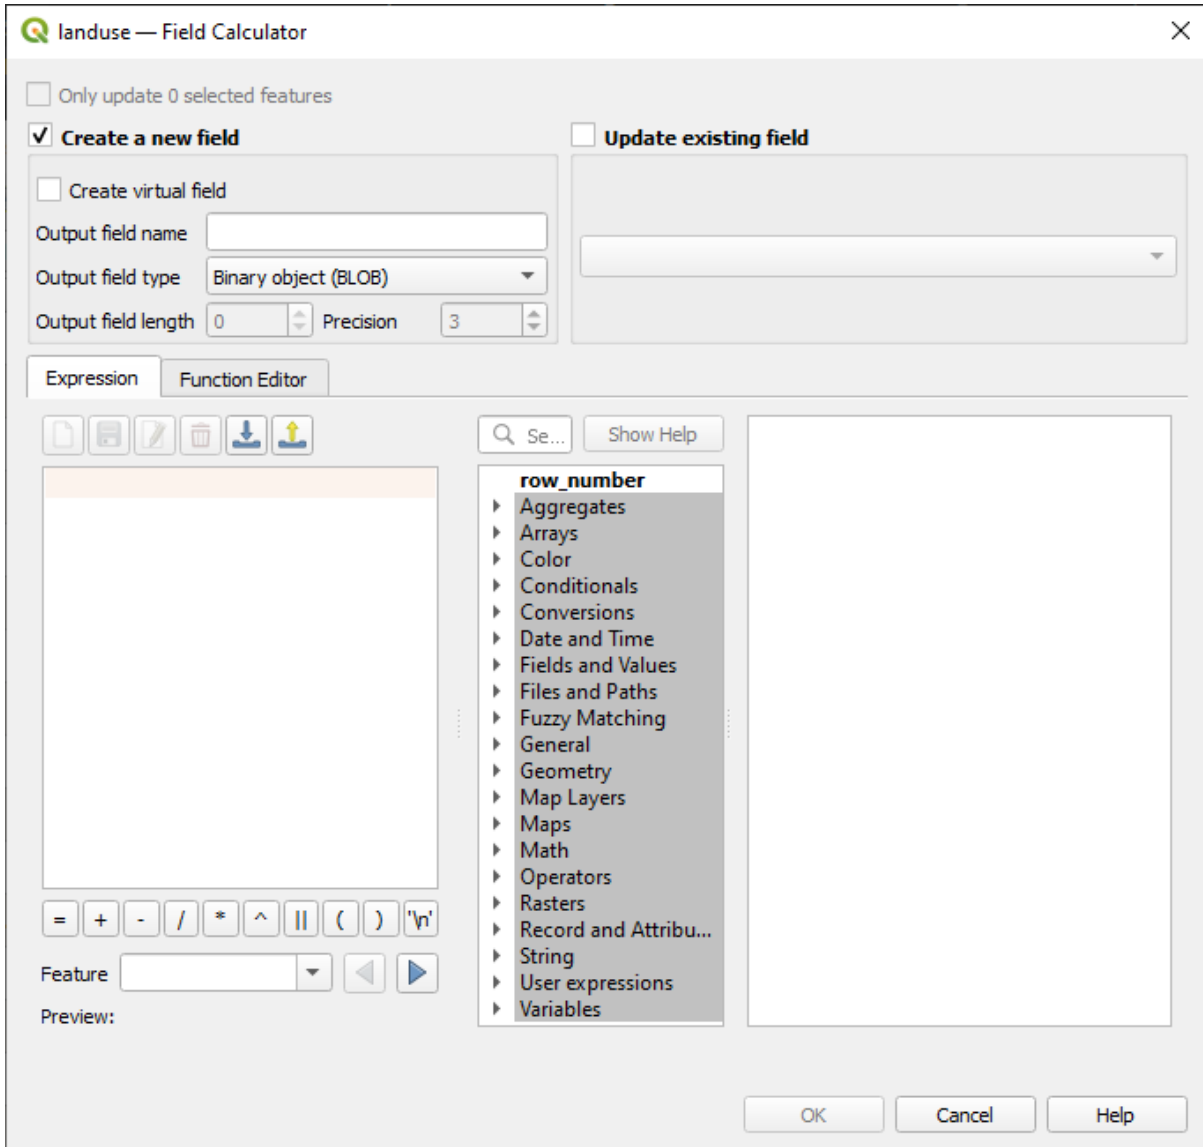 landuse — Field Calculator
Only update 0 selected features
Create a new field
Update existing field
Create virtual field
Output field name
Output field type Binary object (BLOB)
Output field length 0 Precision 3
Expression Function Editor
Se... Show Help
row_number
Aggregates
Arrays
Color
Conditionals
Conversions
Date and Time
Fields and Values
Files and Paths
Fuzzy Matching
General
Geometry
Map Layers
Maps
Math
Operators
Rasters
Record and Attribu...
String
User expressions
Variables
= + - / * ^ || ( ) '\n'
Feature
Preview:
OK Cancel Help